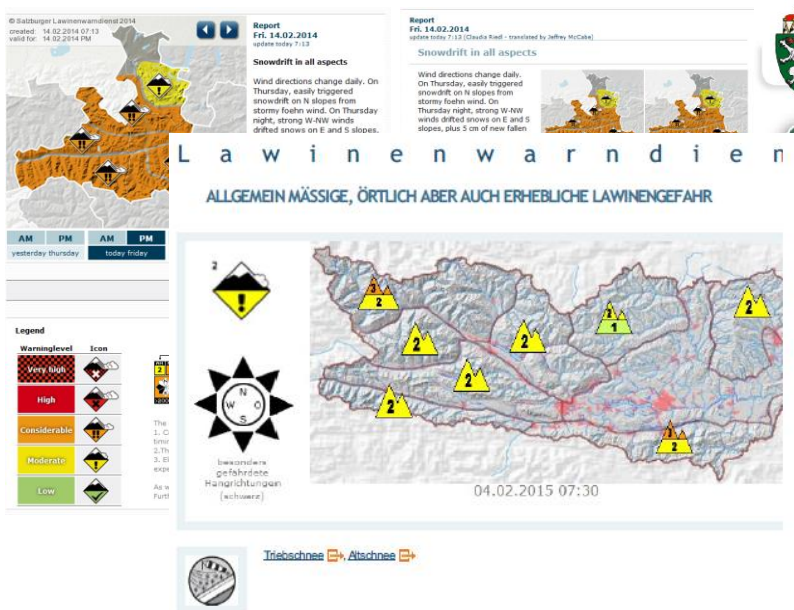 © Salzburger Lawinenwarndienst 2014
created: 14.02.2014 07:13
valid for: 14.02.2014 PM
AM PM AM PM
yesterday thursday today friday
Report
Fri. 14.02.2014
update today 7:13
Snowdrift in all aspects
Wind directions change daily. On
Thursday, easily triggered
snowdrift on N slopes from
stormy foehn wind. On Thursday
night, strong W-NW winds
drifted snows on E and S slopes,
Report
Fri. 14.02.2014
update today 7:13 (Claudia Riedl - translated by Jeffrey McCabe)
Snowdrift in all aspects
Wind directions change daily. On
Thursday, easily triggered
snowdrift on N slopes from
stormy foehn wind. On Thursday
night, strong W-NW winds
drifted snows on E and S
slopes, plus 5 cm of new fallen
Legend
Warninglevel Icon
Very high
High
Considerable
Moderate
Low
Lawinenwarndien
ALLGEMEIN MÄSSIGE, ÖRTLICH ABER AUCH ERHEBLICHE LAWINENGEFAHR
2
N
W O
S
besonders
gefährdete
Hangrichtungen
(schwarz)
3
2
2
2
2
2
2
1
2
3
2
04.02.2015 07:30
Triebschnee, Altschnee